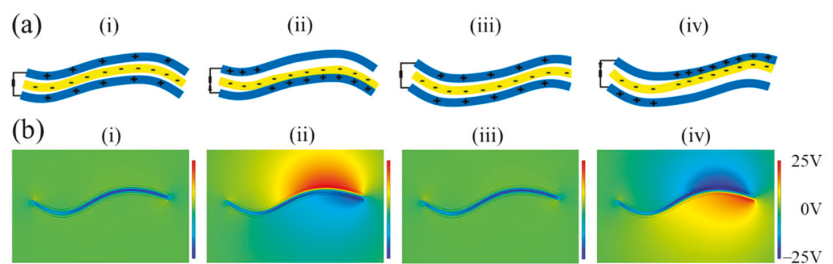 (a) (i) (ii) (iii) (iv)
(b) (i) (ii) (iii) (iv)
25V
0V
−25V